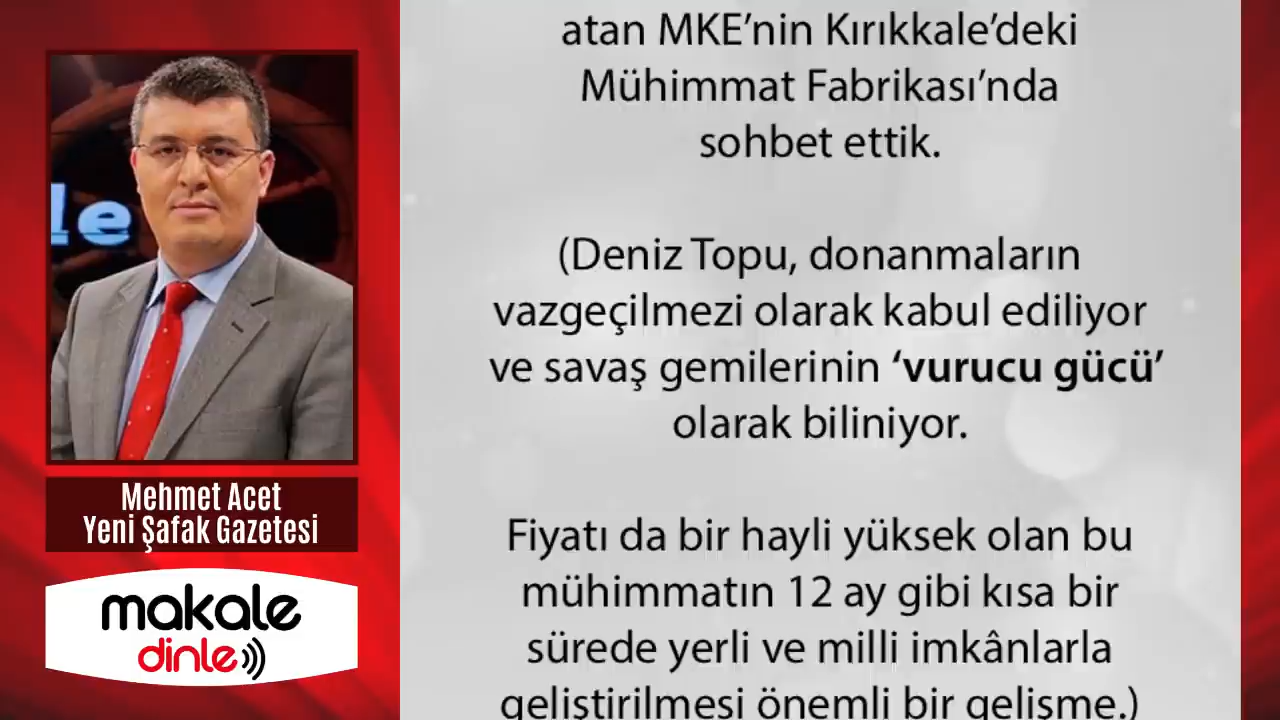 le
Mehmet Acet
Yeni Şafak Gazetesi
makale
dinle
atan MKE’nin Kırıkkale’deki
Mühimmat Fabrikası’nda
sohbet ettik.
(Deniz Topu, donanmaların
vazgeçilmezi olarak kabul ediliyor
ve savaş gemilerinin ‘vurucu gücü’
olarak biliniyor.
Fiyatı da bir hayli yüksek olan bu
mühimmatın 12 ay gibi kısa bir
sürede yerli ve milli imkânlarla
geliştirilmesi önemli bir gelişme.)